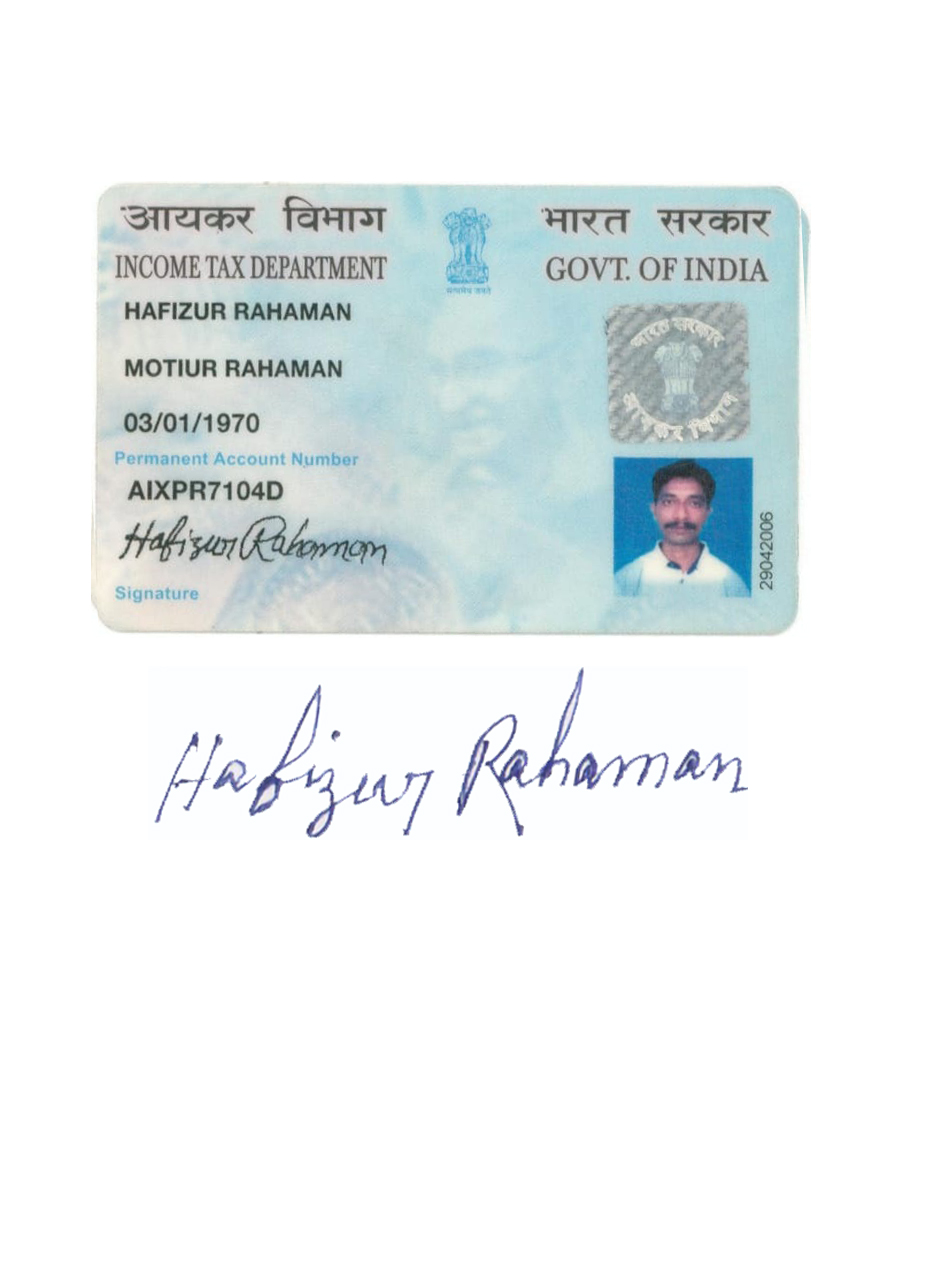 आयकर विभाग
भारत सरकार
INCOME TAX DEPARTMENT
GOVT. OF INDIA
सत्यमेव जयते
HAFIZUR RAHAMAN
MOTIUR RAHAMAN
03/01/1970
Permanent Account Number
AIXPR7104D
Hafizur Rahaman
Signature
भारत सरकार
आयकर विभाग
29042006
Hafizur Rahaman